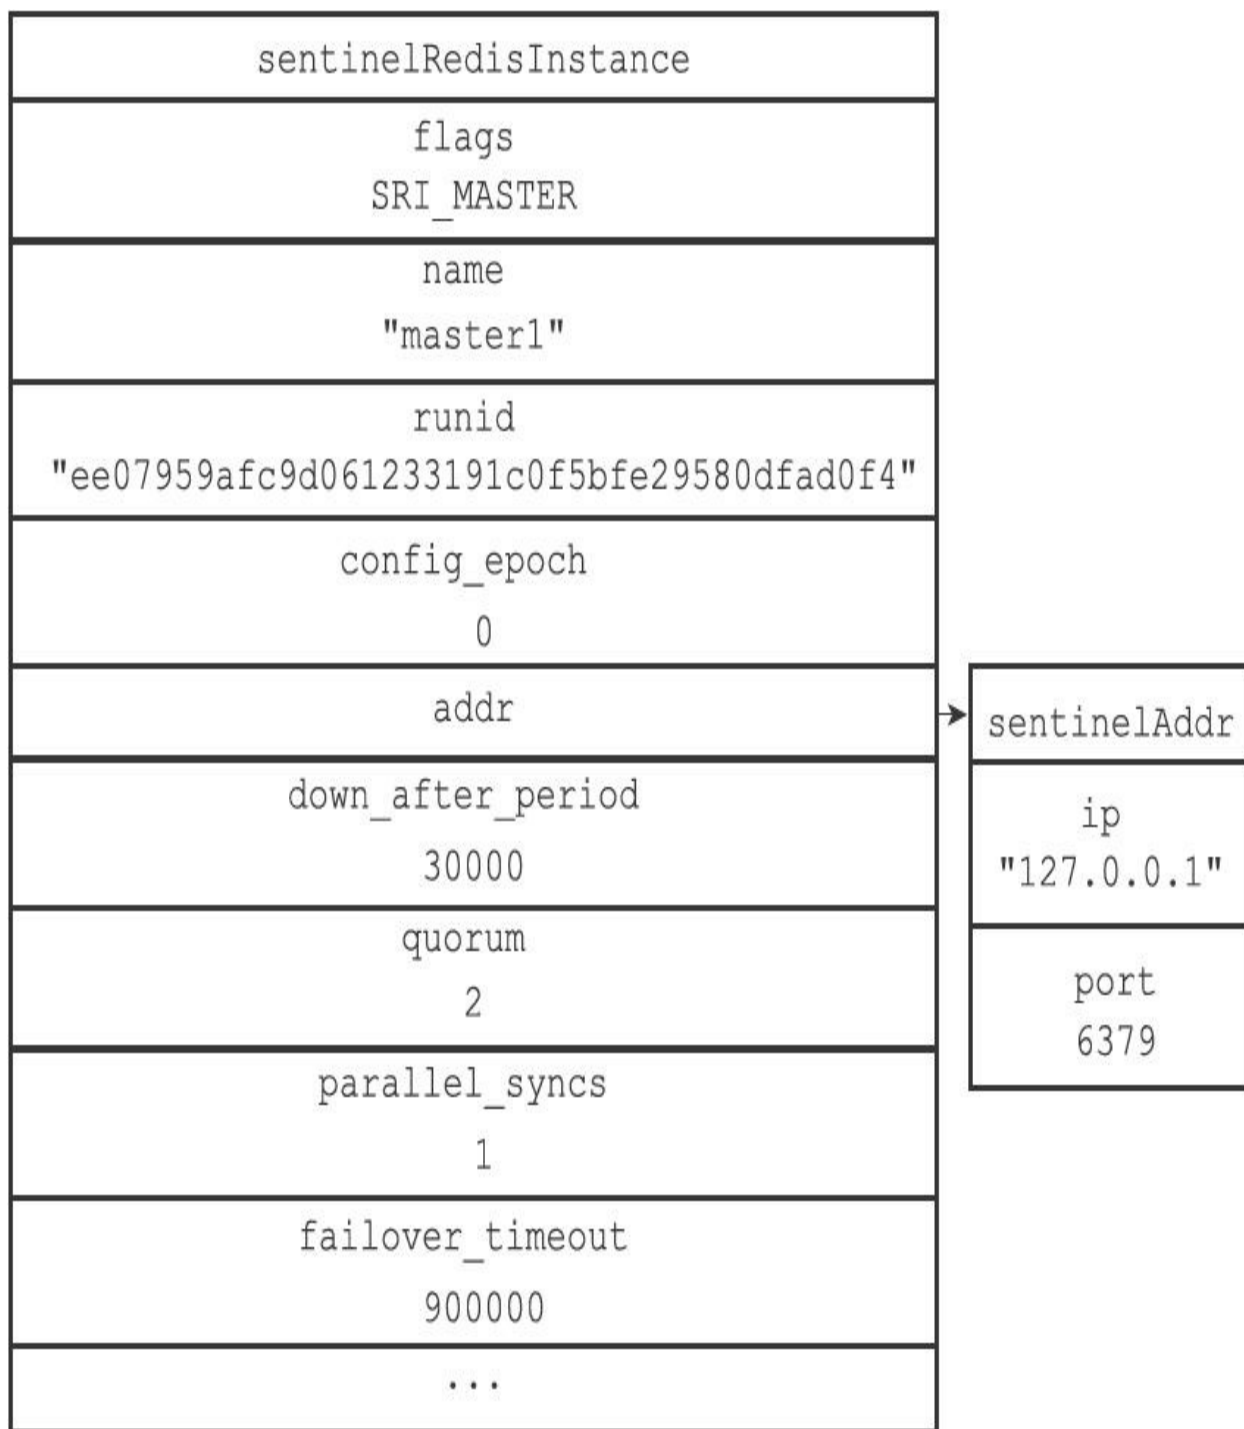 sentinelRedisInstance
flags
SRI_MASTER
name
"master1"
runid
"ee07959afc9d061233191c0f5bfe29580dfad0f4"
config_epoch
0
addr
down_after_period
30000
quorum
2
parallel_syncs
1
failover_timeout
900000
...
sentinelAddr
ip
"127.0.0.1"
port
6379